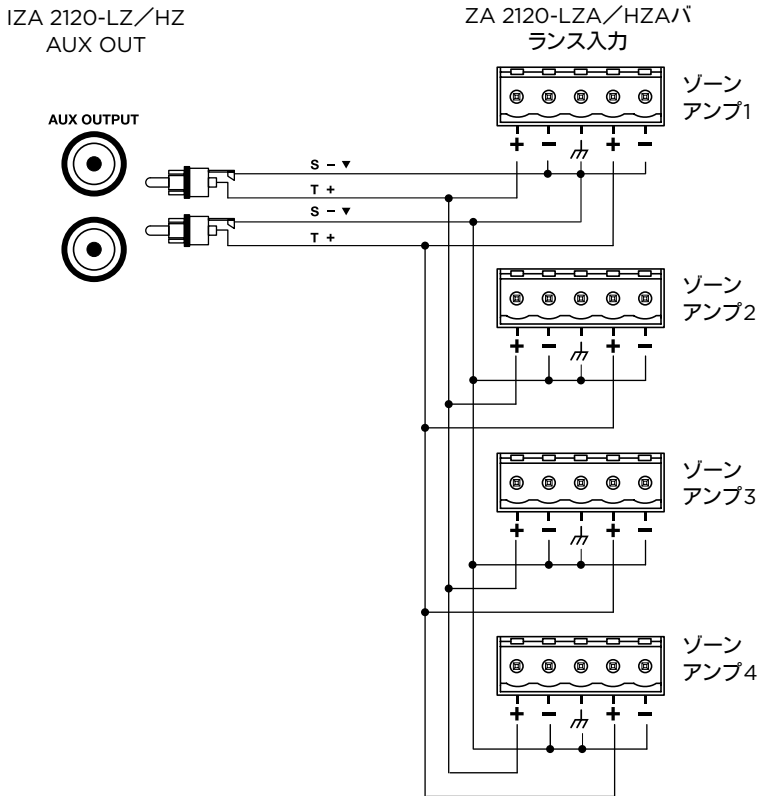 IZA 2120-LZ／HZ
AUX OUT
ZA 2120-LZA／HZAバ
ランス入力
AUX OUTPUT
S - ▼
T +
S - ▼
T +
ゾーン
アンプ1
+ - + -
ゾーン
アンプ2
+ - + -
ゾーン
アンプ3
+ - + -
ゾーン
アンプ4
+ - + -